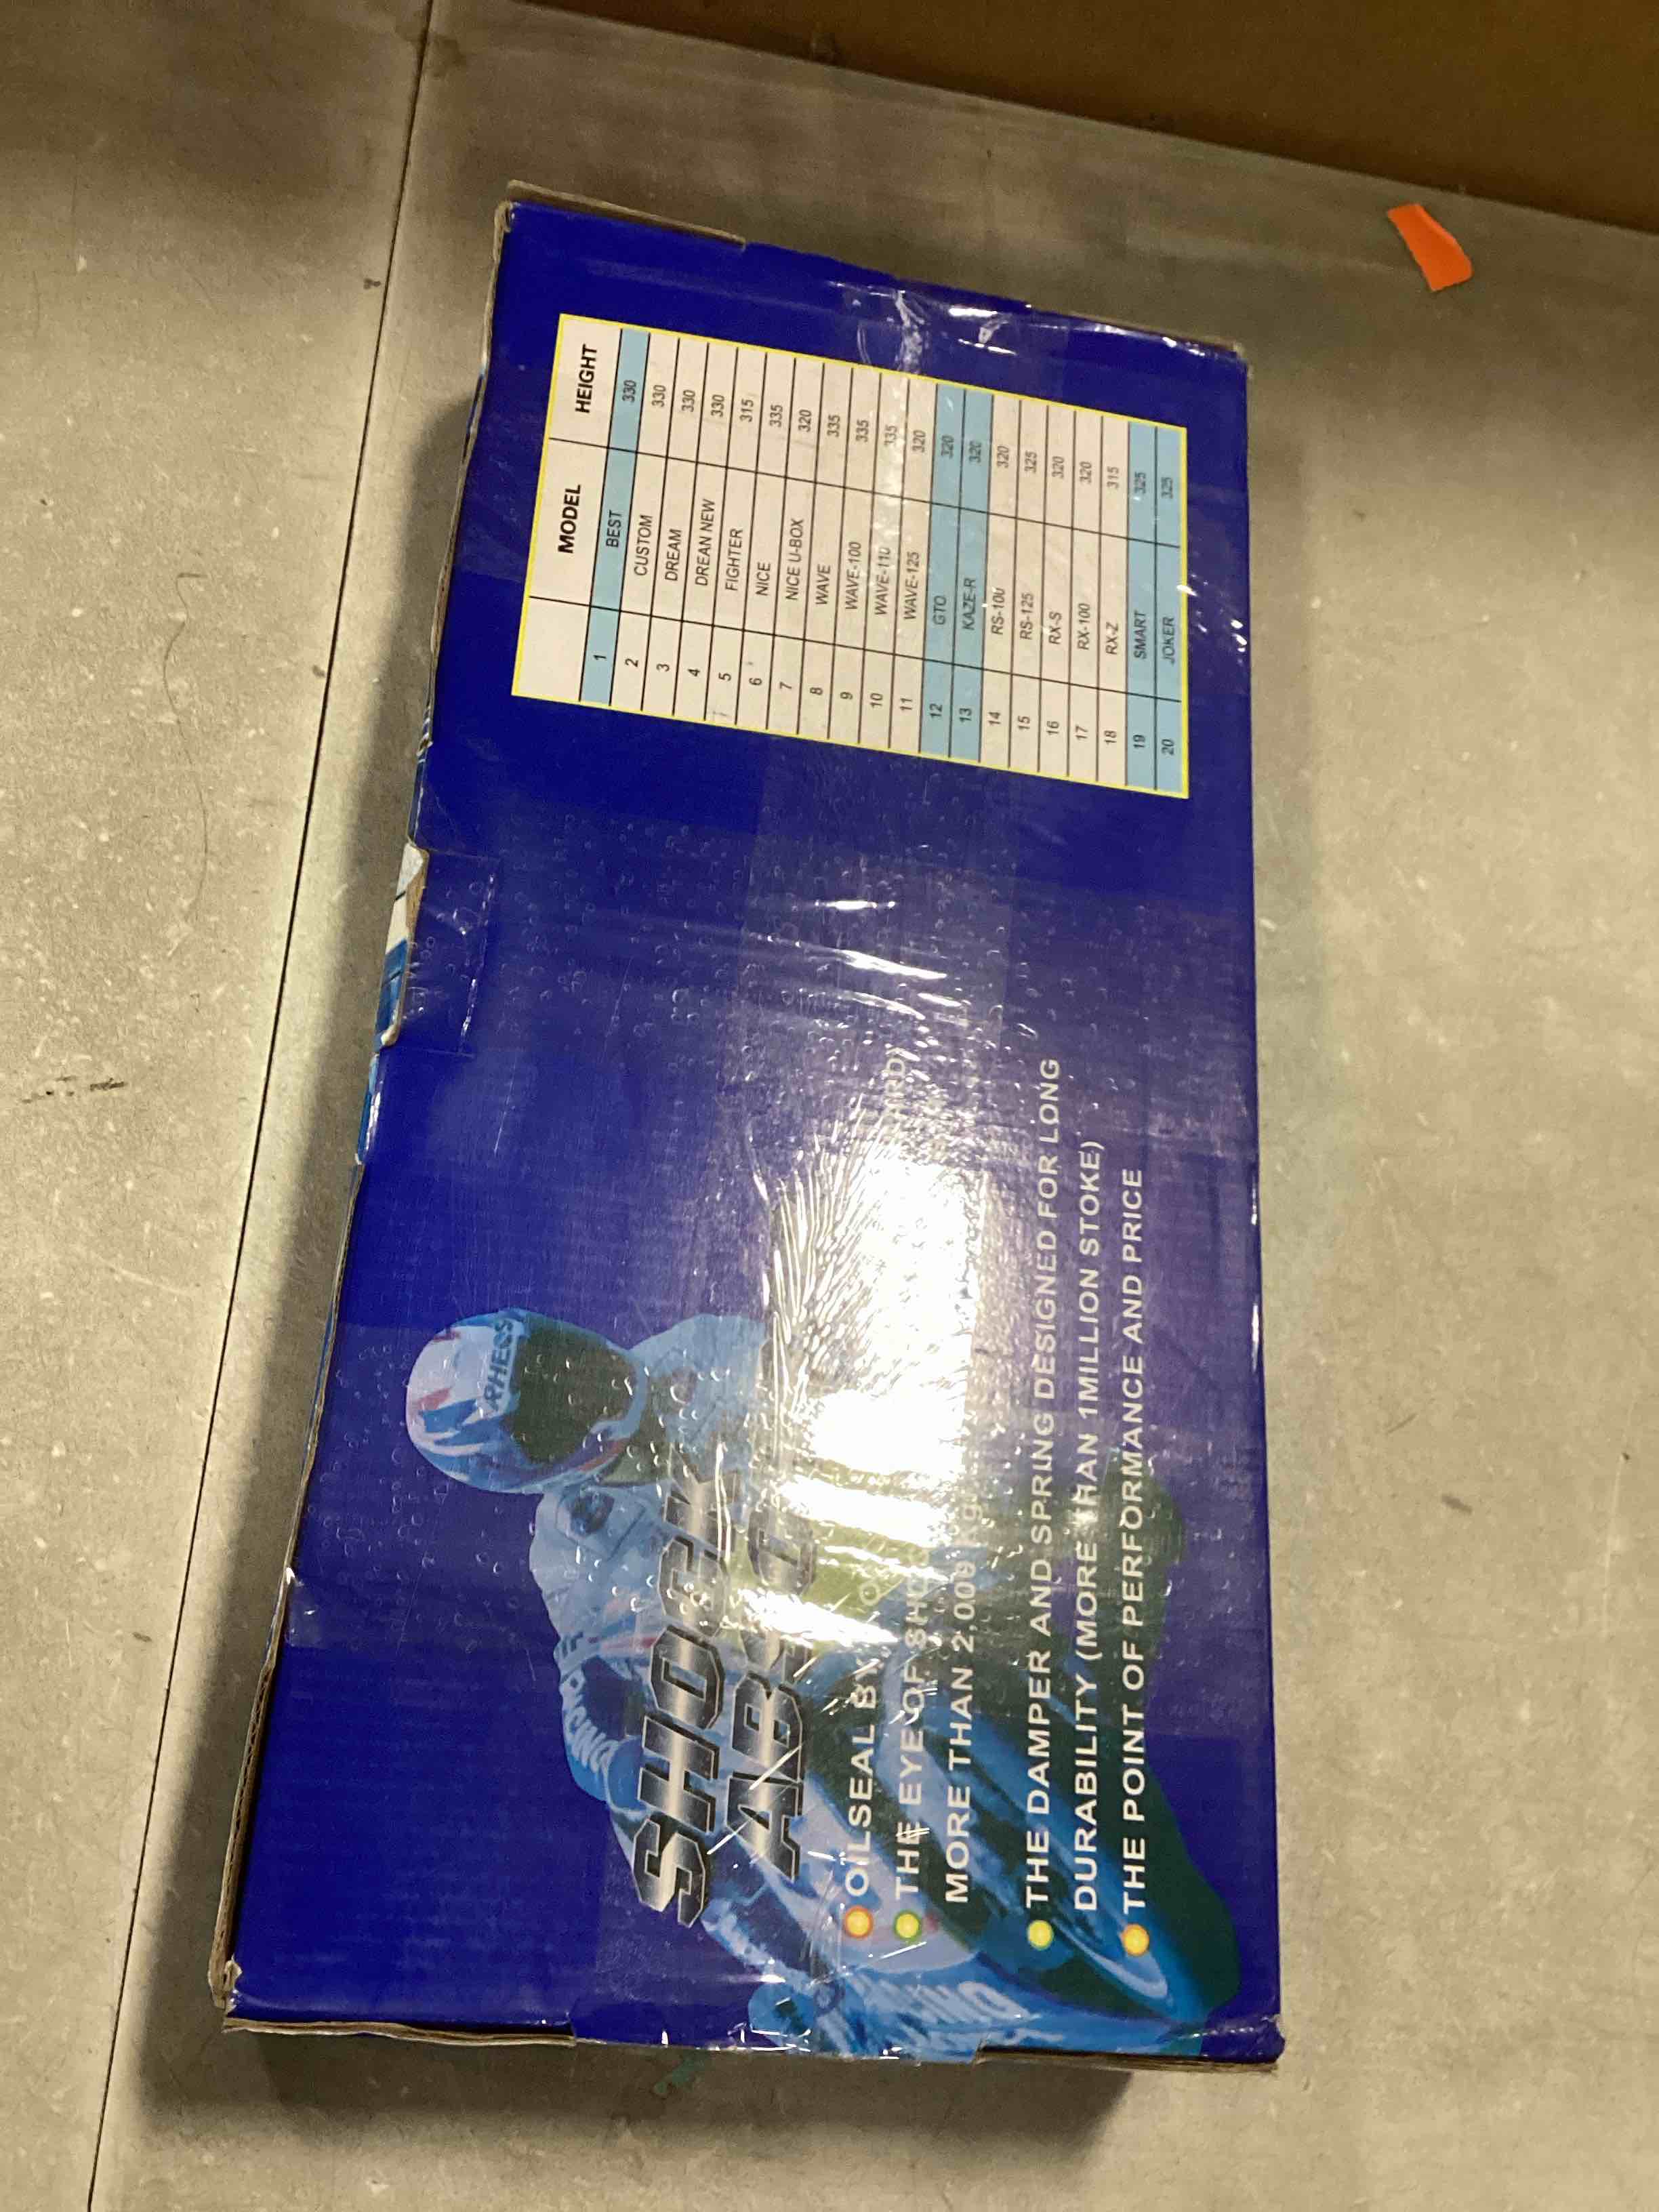 MODEL HEIGHT
1 BEST 330
2 CUSTOM 330
3 DREAM 330
4 DREAN NEW 330
5 FIGHTER 315
6 NICE 335
7 NICE U-BOX 320
8 WAVE 335
9 WAVE-100 335
10 WAVE-110 335
11 WAVE-125 320
12 GTO 320
13 KAZE-R 320
14 RS-100 320
15 RS-125 325
16 RX-S 320
17 RX-100 320
18 RX-Z 315
19 SMART 325
20 JOKER 325
ARHESS
RACING
SHOCK
OILSEAL BY
THE EYE OF
MORE THAN
THE DAMPER AND SPRING DESIGNED FOR LONG
DURABILITY (MORE THAN 1MILLION STOKE)
THE POINT OF PERFORMANCE AND PRICE